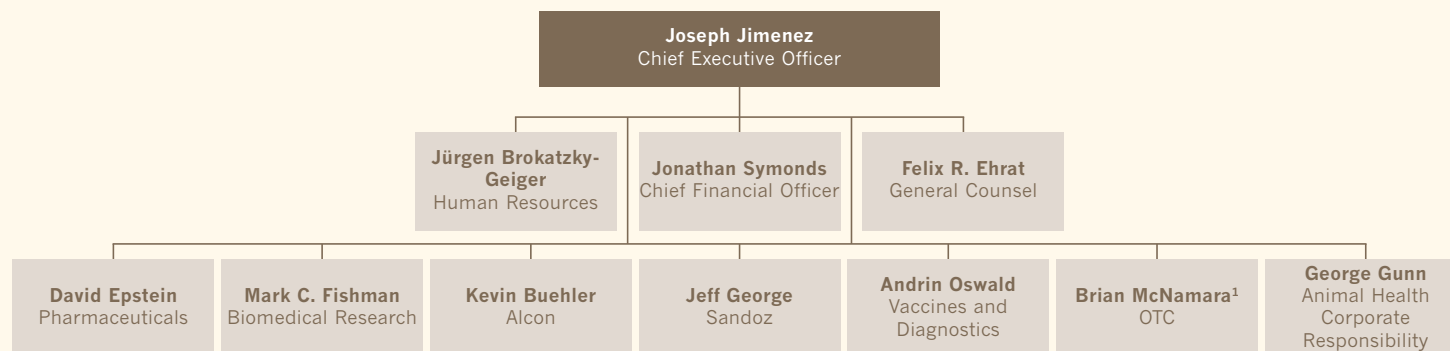 Joseph Jimenez
Chief Executive Officer
Jürgen Brokatzky-
Geiger
Human Resources
Jonathan Symonds
Chief Financial Officer
Felix R. Ehrat
General Counsel
David Epstein
Pharmaceuticals
Mark C. Fishman
Biomedical Research
Kevin Buehler
Alcon
Jeff George
Sandoz
Andrin Oswald
Vaccines and
Diagnostics
Brian McNamara¹
OTC
George Gunn
Animal Health
Corporate
Responsibility